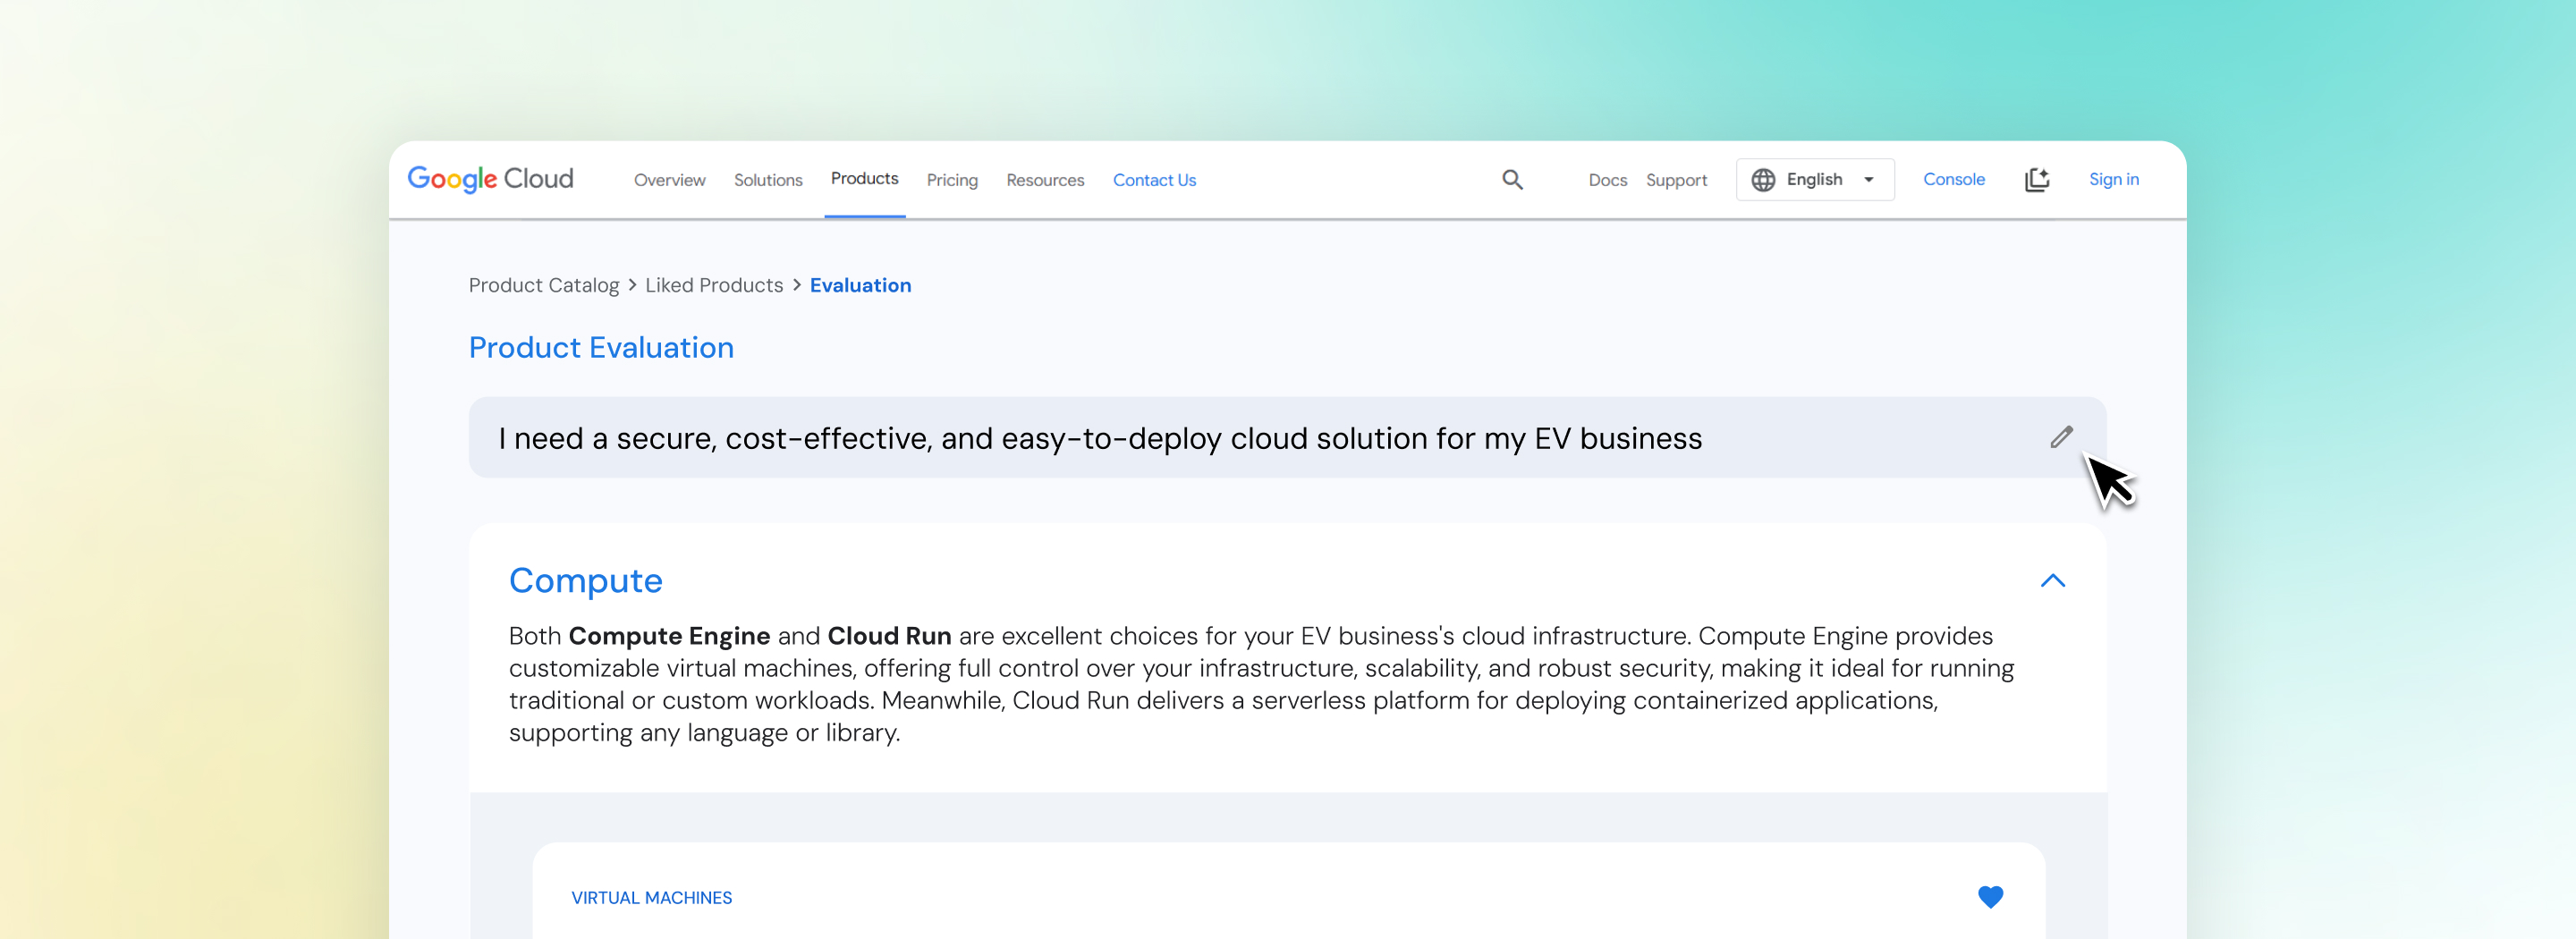 Google Cloud Overview Solutions Products Pricing Resources Contact Us Docs Support English Console Sign in
Product Catalog > Liked Products > Evaluation
Product Evaluation
I need a secure, cost-effective, and easy-to-deploy cloud solution for my EV business
Compute
Both Compute Engine and Cloud Run are excellent choices for your EV business's cloud infrastructure. Compute Engine provides
customizable virtual machines, offering full control over your infrastructure, scalability, and robust security, making it ideal for running
traditional or custom workloads. Meanwhile, Cloud Run delivers a serverless platform for deploying containerized applications,
supporting any language or library.
VIRTUAL MACHINES